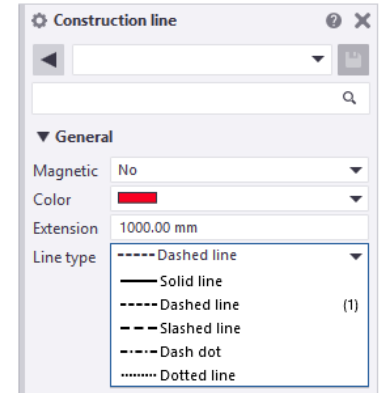 Construction line
General
Magnetic No
Color
Extension 1000.00 mm
Line type Dashed line
Solid line
Dashed line (1)
Slashed line
Dash dot
Dotted line